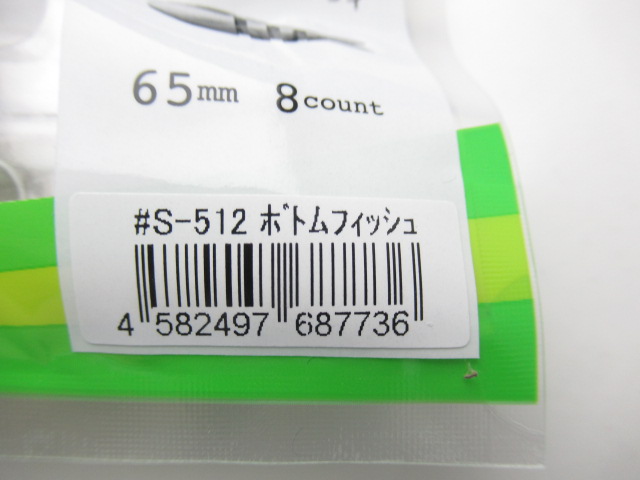 65mm 8count
#S-512 ﾎﾞﾄﾑﾌｨｯｼｭ
4 582497 687736